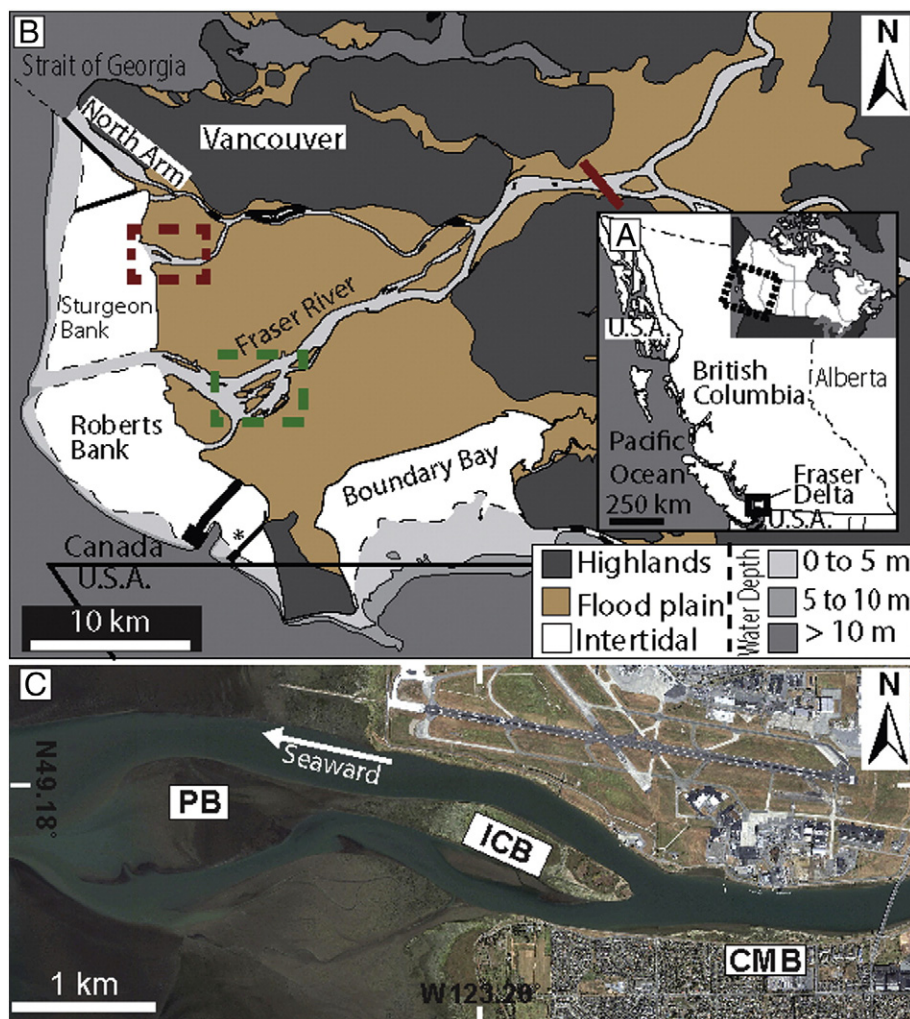 B
N
Strait of Georgia
North Arm
Vancouver
Sturgeon
Bank
Fraser River
Roberts
Bank
Boundary Bay
*
Canada
U.S.A.
10 km
A
U.S.A.
British
Columbia
Alberta
Pacific
Ocean
250 km
Fraser
Delta
U.S.A.
Highlands
Flood plain
Intertidal
Water Depth
0 to 5 m
5 to 10 m
> 10 m
C
N
N49.18°
Seaward
PB
ICB
CMB
1 km
W123.20°